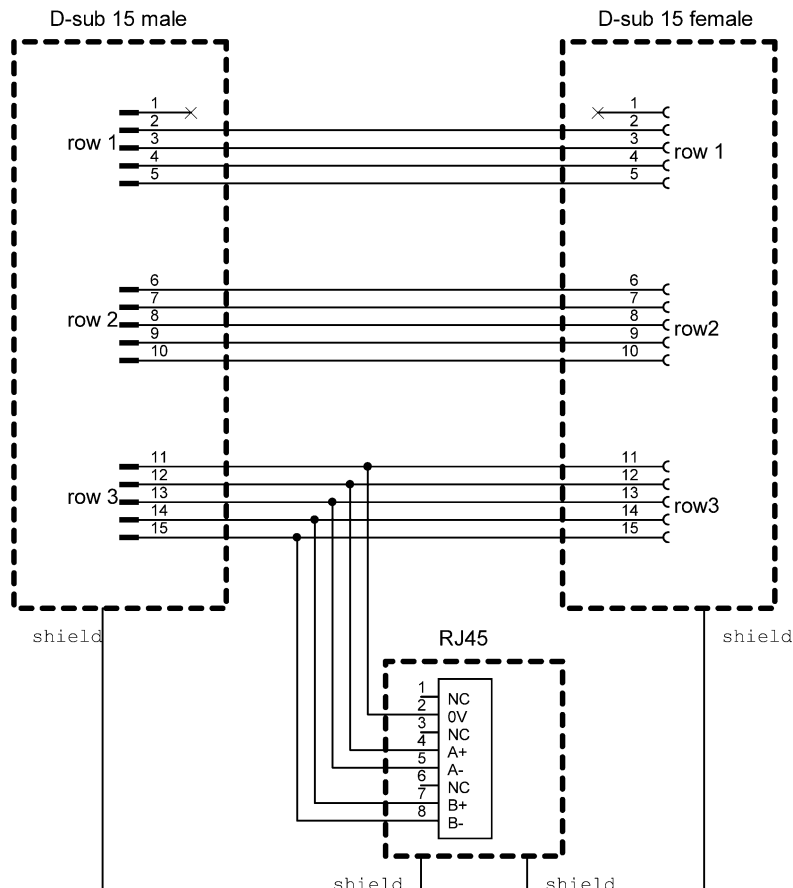 D-sub 15 male
D-sub 15 female
row 1
1
2
3
4
5
1
2
3
4
5
row 1
row 2
6
7
8
9
10
6
7
8
9
10
row2
row 3
11
12
13
14
15
11
12
13
14
15
row3
shield
shield
RJ45
1 NC
2 0V
3 NC
4 A+
5 A-
6 NC
7 B+
8 B-
shield
shield